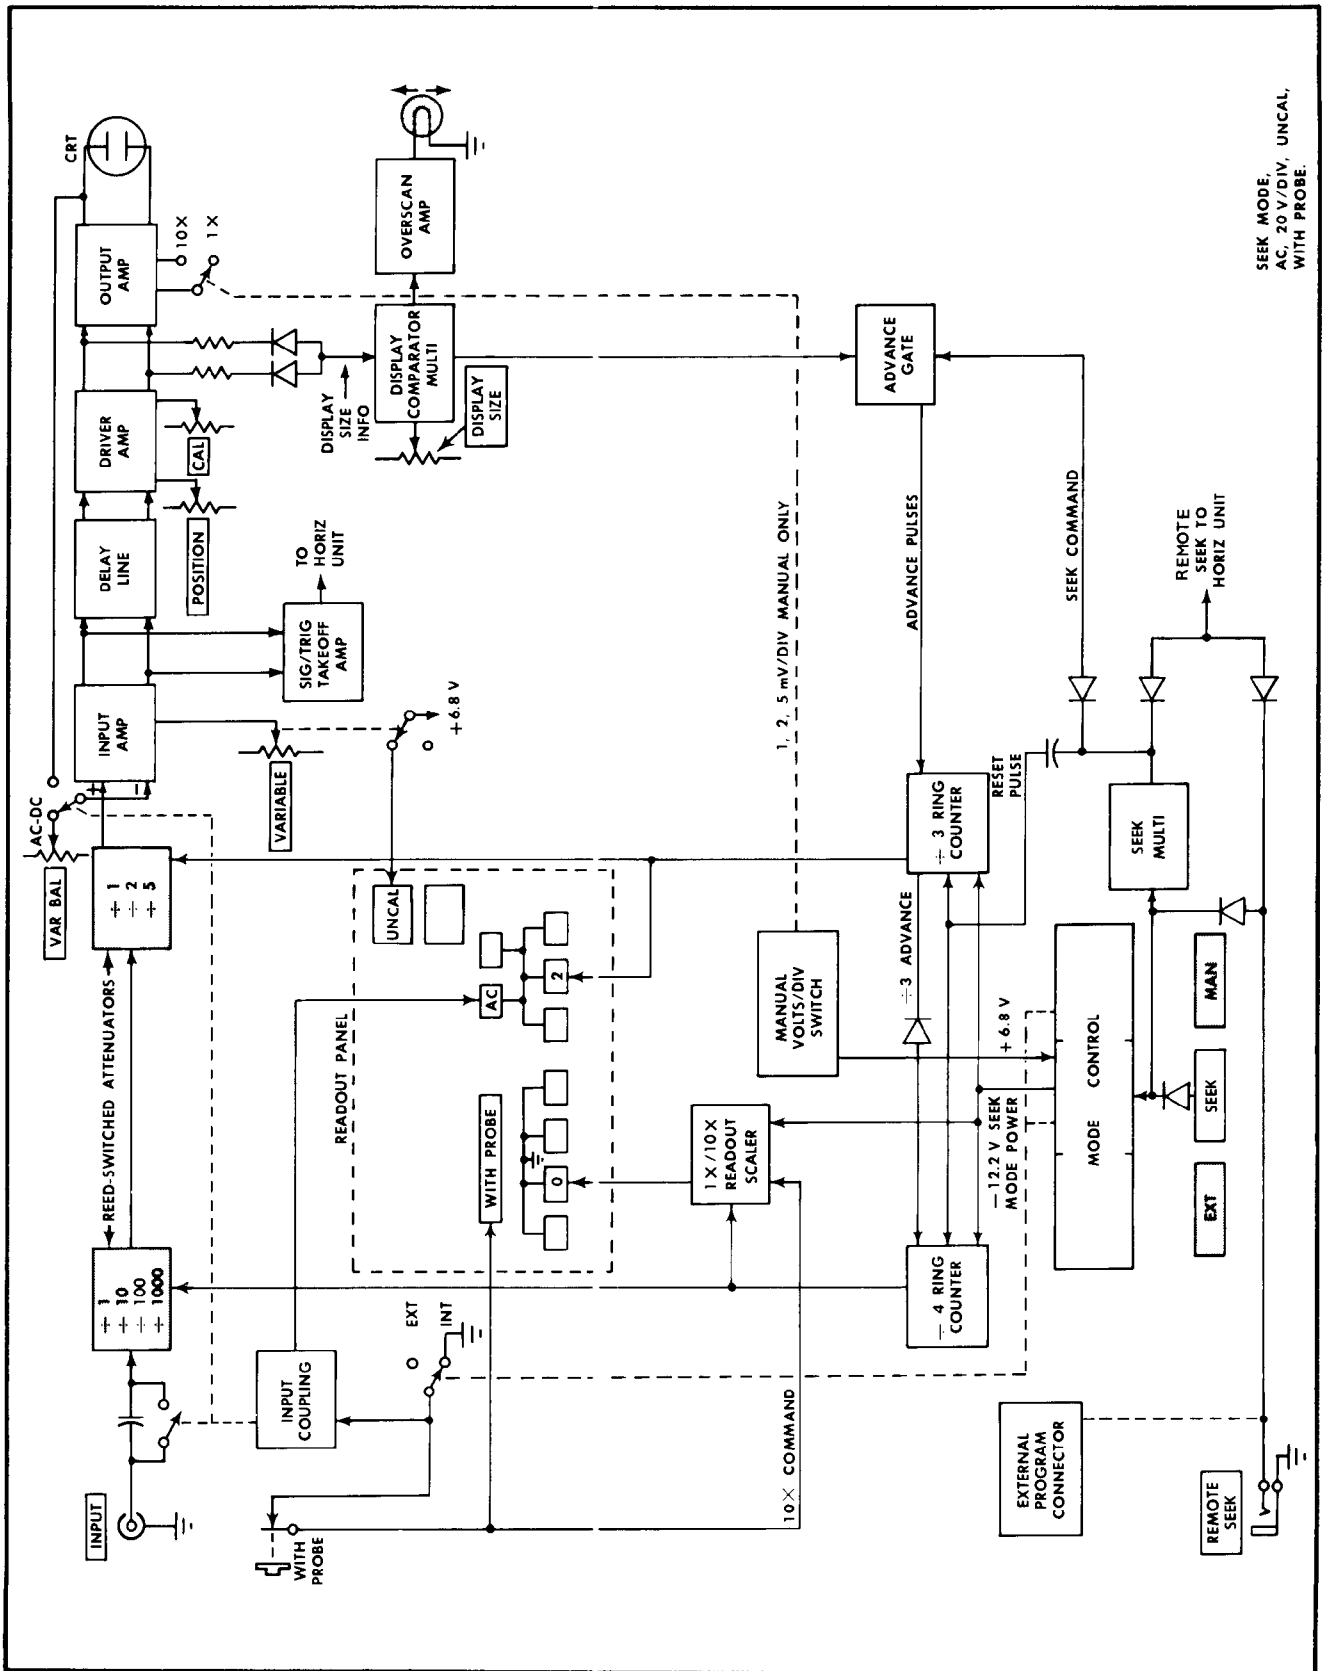 INPUT
÷ 1
÷ 10
÷ 100
÷ 1000
REED-SWITCHED ATTENUATORS
÷ 1
÷ 2
÷ 5
VAR BAL
AC-DC
+
−
INPUT
AMP
DELAY
LINE
DRIVER
AMP
OUTPUT
AMP
CRT
10X
1X
POSITION
CAL
VARIABLE
SIG/TRIG
TAKEOFF
AMP
TO
HORIZ
UNIT
+6.8 V
DISPLAY
SIZE
INFO
DISPLAY
COMPARATOR
MULTI
DISPLAY
SIZE
OVERSCAN
AMP
INPUT
COUPLING
EXT
INT
WITH
PROBE
READOUT PANEL
UNCAL
AC
2
WITH PROBE
0
10X COMMAND
1X/10X
READOUT
SCALER
MANUAL
VOLTS/DIV
SWITCH
1, 2, 5 mV/DIV MANUAL ONLY
ADVANCE
GATE
ADVANCE PULSES
÷ 4 RING
COUNTER
÷3 ADVANCE
÷ 3 RING
COUNTER
RESET
PULSE
SEEK COMMAND
−12.2 V SEEK
MODE POWER
+6.8 V
EXTERNAL
PROGRAM
CONNECTOR
MODE CONTROL
SEEK
MULTI
REMOTE
SEEK TO
HORIZ UNIT
EXT
SEEK
MAN
REMOTE
SEEK
SEEK MODE,
AC, 20 V/DIV, UNCAL,
WITH PROBE.